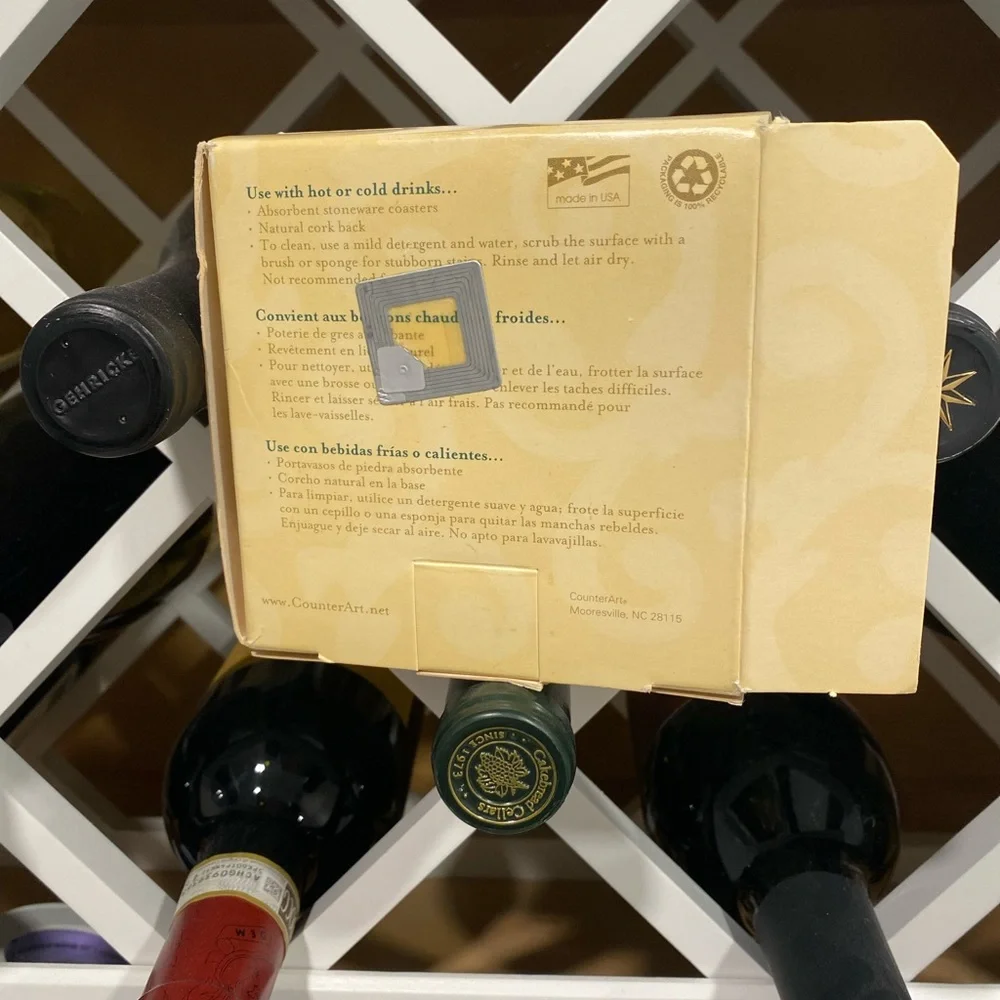 Use with hot or cold drinks...
• Absorbent stoneware coasters
• Natural cork back
• To clean, use a mild detergent and water, scrub the surface with a
brush or sponge for stubborn stains. Rinse and let air dry.
Not recommended
made in USA
PACKAGING IS 100% RECYCLABLE
Convient aux chaud froides...
• Poterie de gres
• Revêtement en
• Pour nettoyer, et de l'eau, frotter la surface
avec une brosse ou enlever les taches difficiles.
Rincer et laisser à l'air frais. Pas recommandé pour
les lave-vaisselles.
Use con bebidas frías o calientes...
• Portavasos de piedra absorbente
• Corcho natural en la base
• Para limpiar, utilice un detergente suave y agua; frote la superficie
con un cepillo o una esponja para quitar las manchas rebeldes.
Enjuague y deje secar al aire. No apto para lavavajillas.
www.CounterArt.net
CounterArt®
Mooresville, NC 28115
GEHRICKE
Celebread Cellars
• SINCE 1973 •